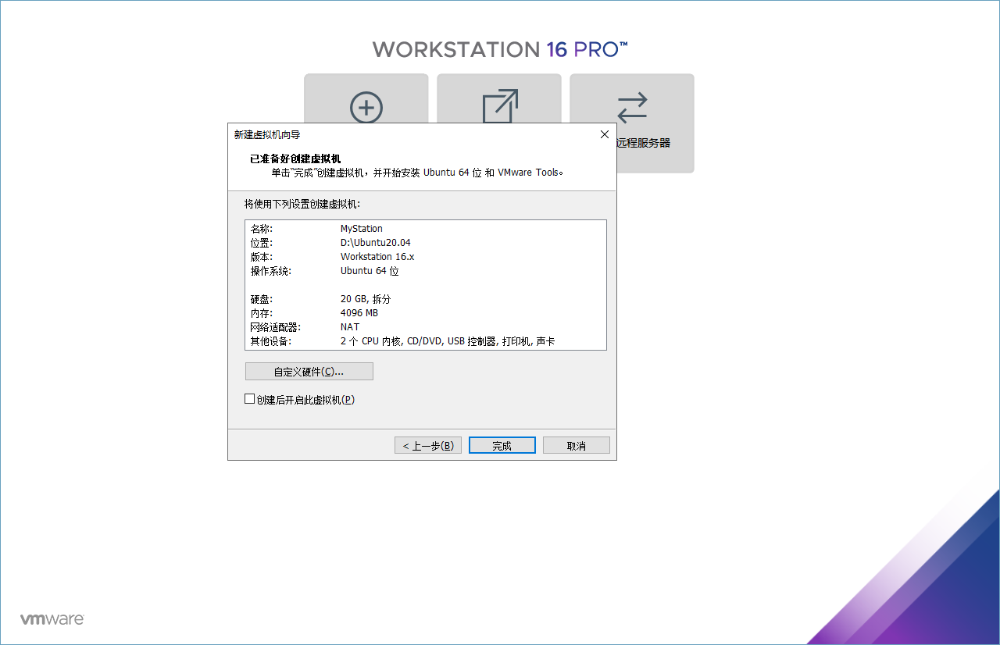 WORKSTATION 16 PRO™
远程服务器
新建虚拟机向导
已准备好创建虚拟机
单击“完成”创建虚拟机，并开始安装 Ubuntu 64 位 和 VMware Tools。
将使用下列设置创建虚拟机:
名称: MyStation
位置: D:\Ubuntu20.04
版本: Workstation 16.x
操作系统: Ubuntu 64 位
硬盘: 20 GB, 拆分
内存: 4096 MB
网络适配器: NAT
其他设备: 2 个 CPU 内核, CD/DVD, USB 控制器, 打印机, 声卡
自定义硬件(C)...
创建后开启此虚拟机(P)
< 上一步(B) 完成 取消
vmware